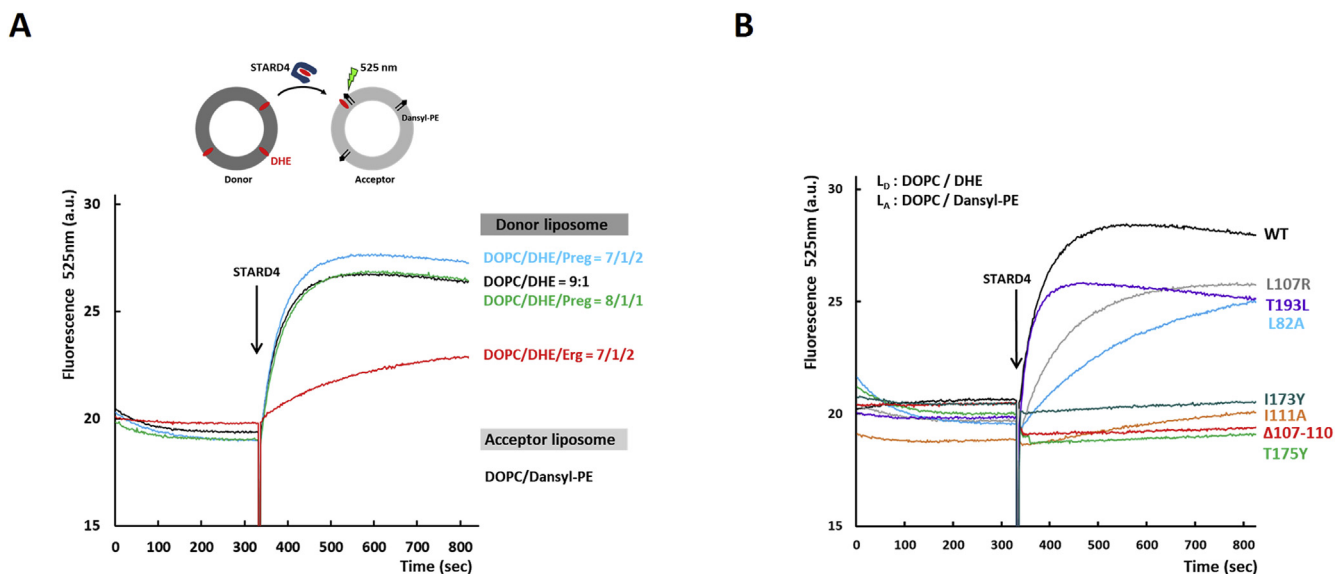 A
STARD4
525 nm
Dansyl-PE
DHE
Donor
Acceptor
Fluorescence 525nm (a.u.)
30
25
20
15
STARD4
0
100
200
300
400
500
600
700
800
Time (sec)
Donor liposome
DOPC/DHE/Preg = 7/1/2
DOPC/DHE = 9:1
DOPC/DHE/Preg = 8/1/1
DOPC/DHE/Erg = 7/1/2
Acceptor liposome
DOPC/Dansyl-PE
B
L_D : DOPC / DHE
L_A : DOPC / Dansyl-PE
Fluorescence 525nm (a.u.)
30
25
20
15
STARD4
0
100
200
300
400
500
600
700
800
Time (sec)
WT
L107R
T193L
L82A
I173Y
I111A
Δ107-110
T175Y